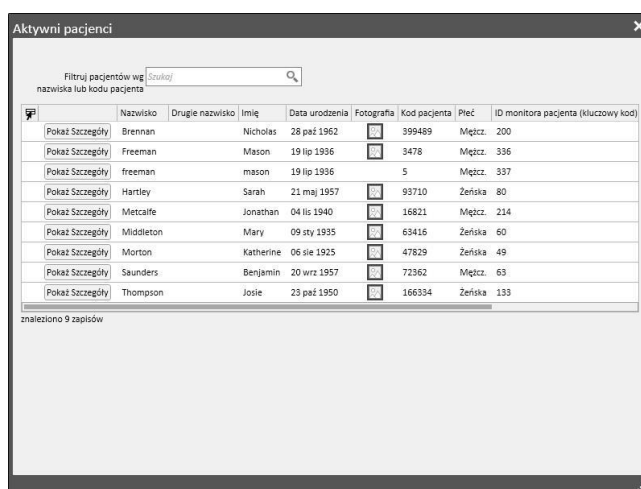 Aktywni pacjenci
Filtruj pacjentów wg Szukaj
nazwiska lub kodu pacjenta
Nazwisko Drugie nazwisko Imię Data urodzenia Fotografia Kod pacjenta Płeć ID monitora pacjenta (kluczowy kod)
Pokaż Szczegóły Brennan Nicholas 28 paź 1962 399489 Mężcz. 200
Pokaż Szczegóły Freeman Mason 19 lip 1936 3478 Mężcz. 336
Pokaż Szczegóły freeman mason 19 lip 1936 5 Mężcz. 337
Pokaż Szczegóły Hartley Sarah 21 maj 1957 93710 Żeńska 80
Pokaż Szczegóły Metcalfe Jonathan 04 lis 1940 16821 Mężcz. 214
Pokaż Szczegóły Middleton Mary 09 sty 1935 63416 Żeńska 60
Pokaż Szczegóły Morton Katherine 06 sie 1925 47829 Żeńska 49
Pokaż Szczegóły Saunders Benjamin 20 wrz 1957 72362 Mężcz. 63
Pokaż Szczegóły Thompson Josie 23 paź 1950 166334 Żeńska 133
znaleziono 9 zapisów